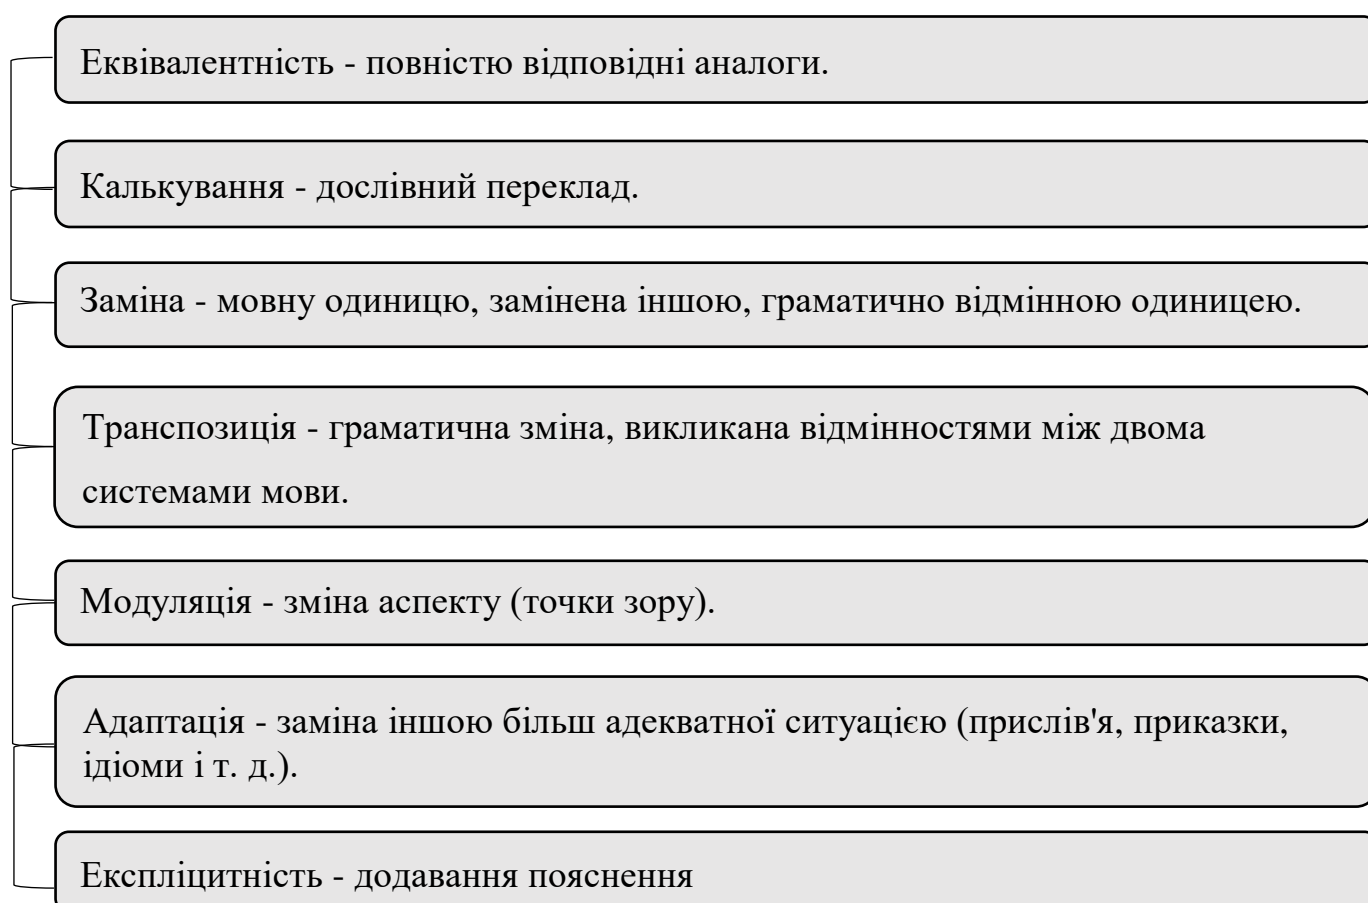 Еквівалентність - повністю відповідні аналоги.
Калькування - дослівний переклад.
Заміна - мовну одиницю, замінена іншою, граматично відмінною одиницею.
Транспозиція - граматична зміна, викликана відмінностями між двома
системами мови.
Модуляція - зміна аспекту (точки зору).
Адаптація - заміна іншою більш адекватної ситуацією (прислів'я, приказки,
ідіоми і т. д.).
Експліцитність - додавання пояснення